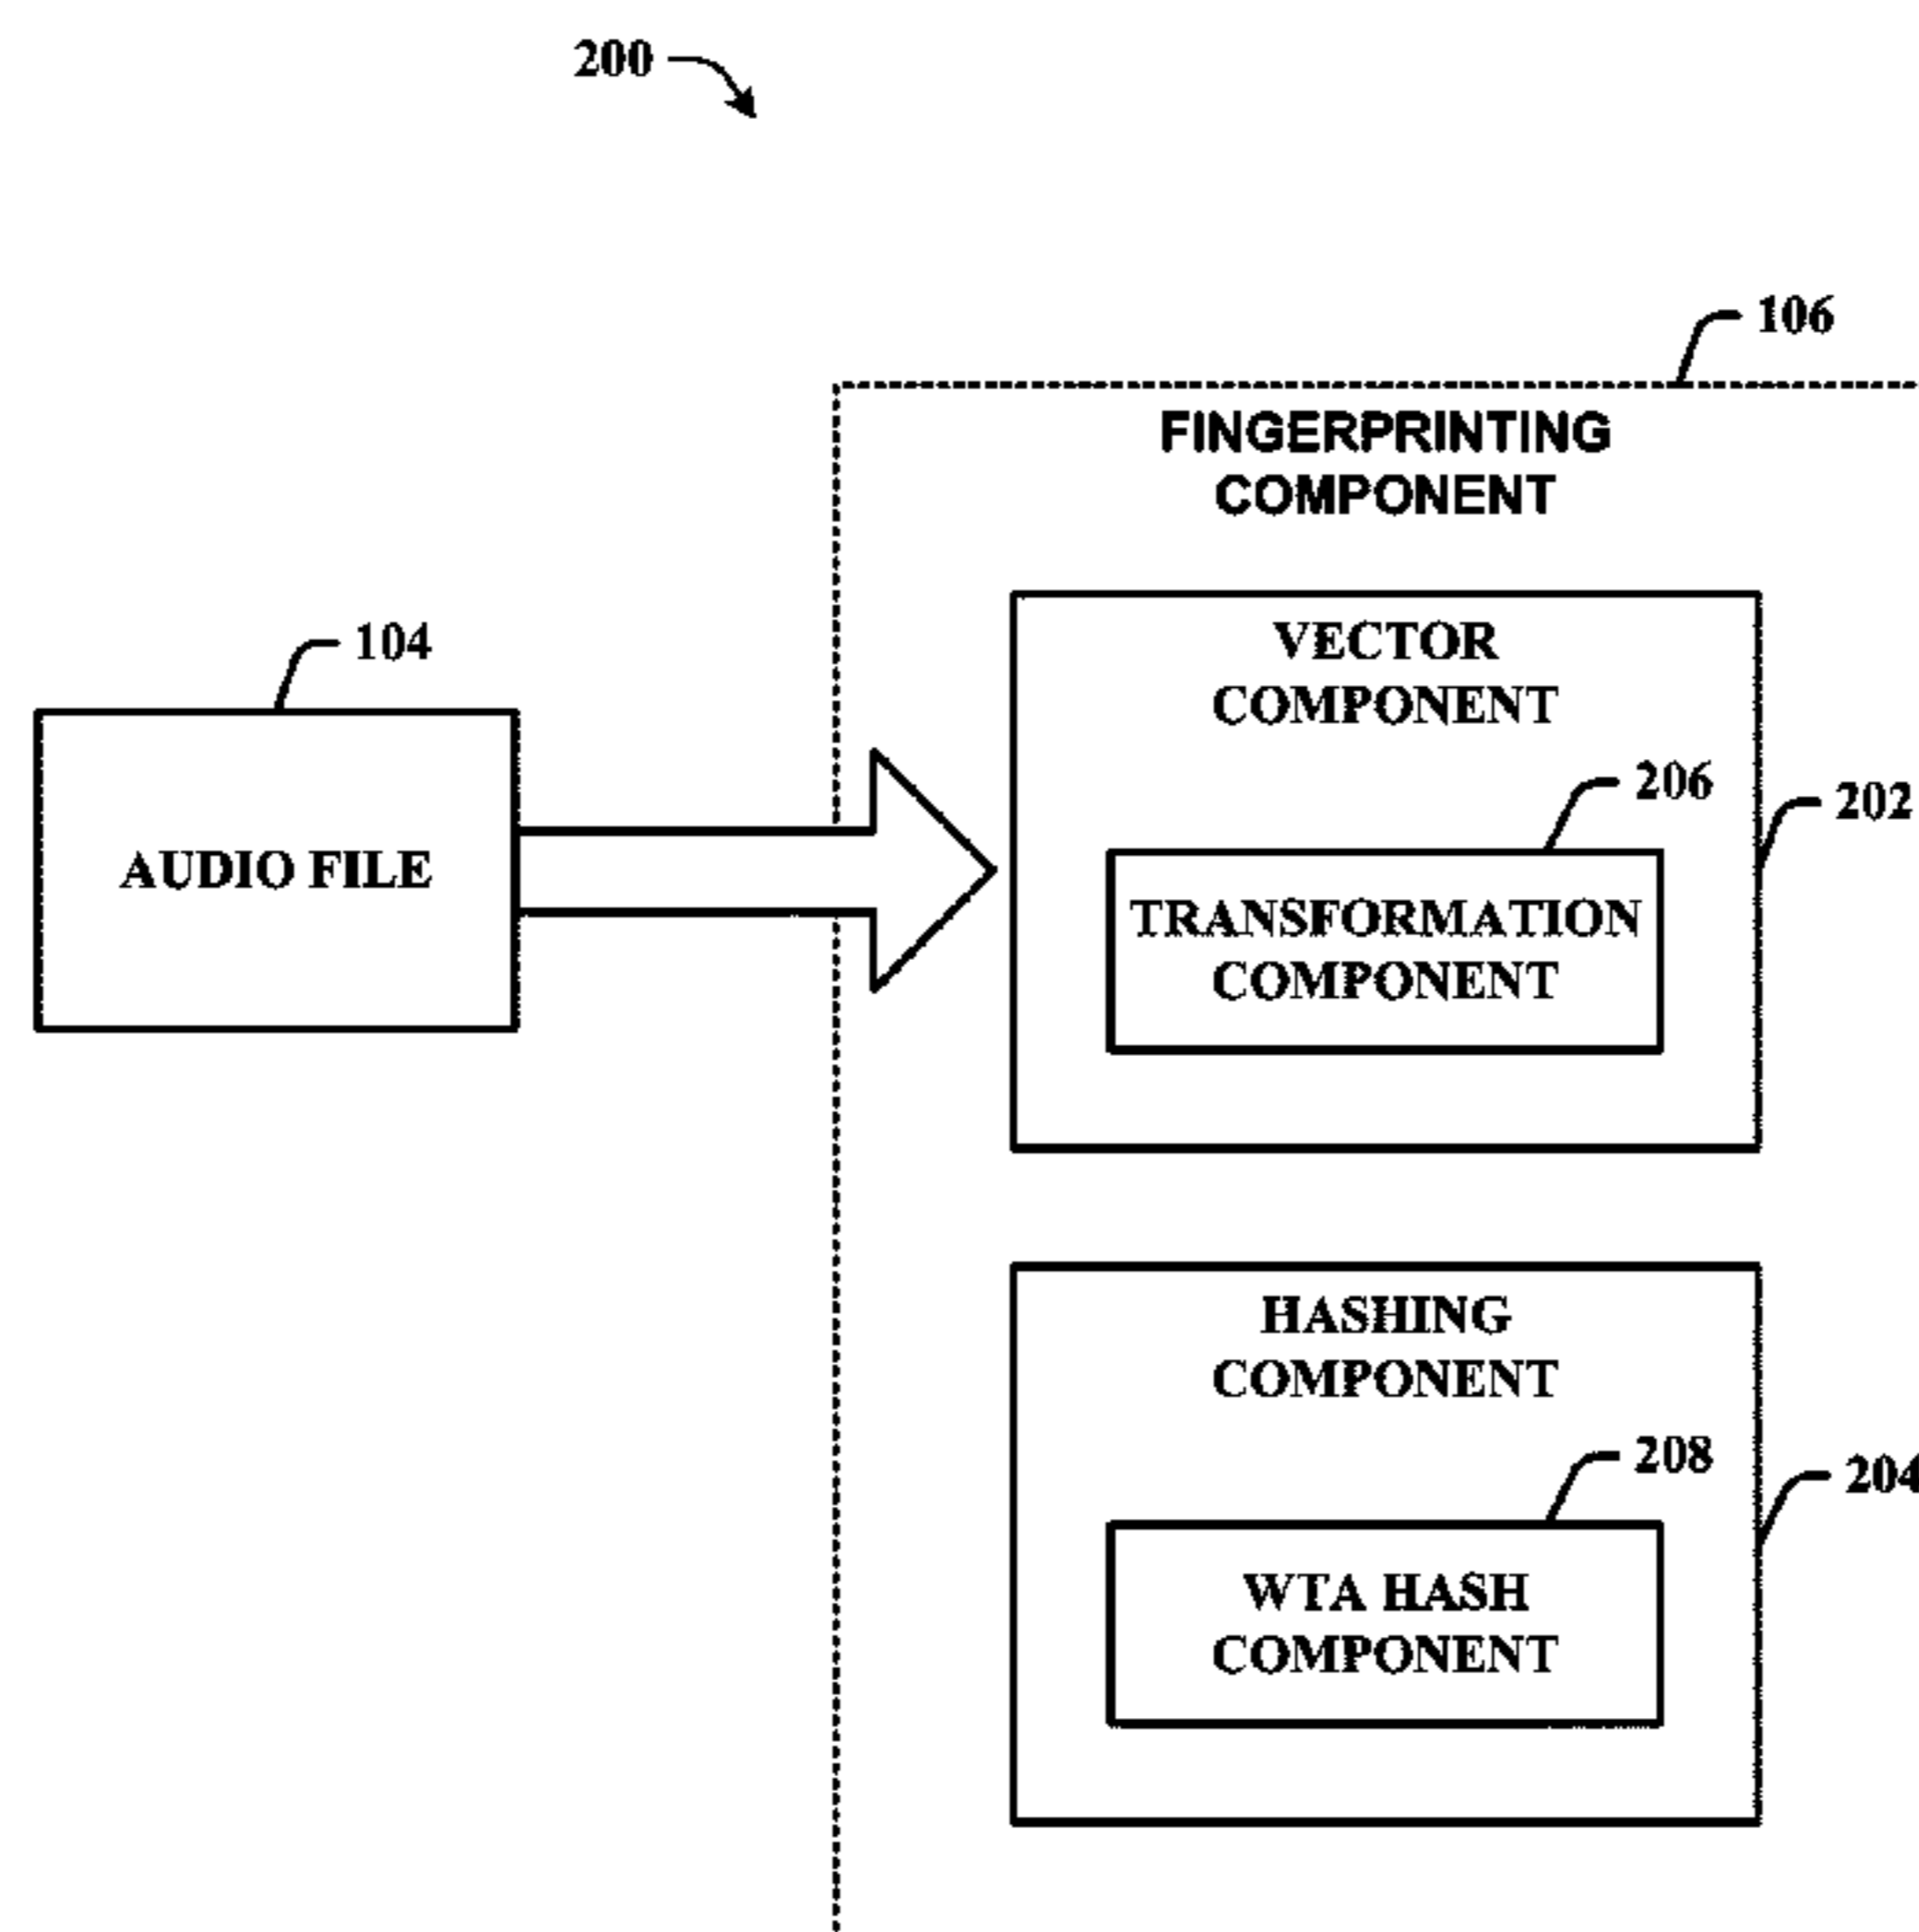 200
106
FINGERPRINTING
COMPONENT
104
VECTOR
COMPONENT
206
202
AUDIO FILE
TRANSFORMATION
COMPONENT
HASHING
COMPONENT
208
204
WTA HASH
COMPONENT